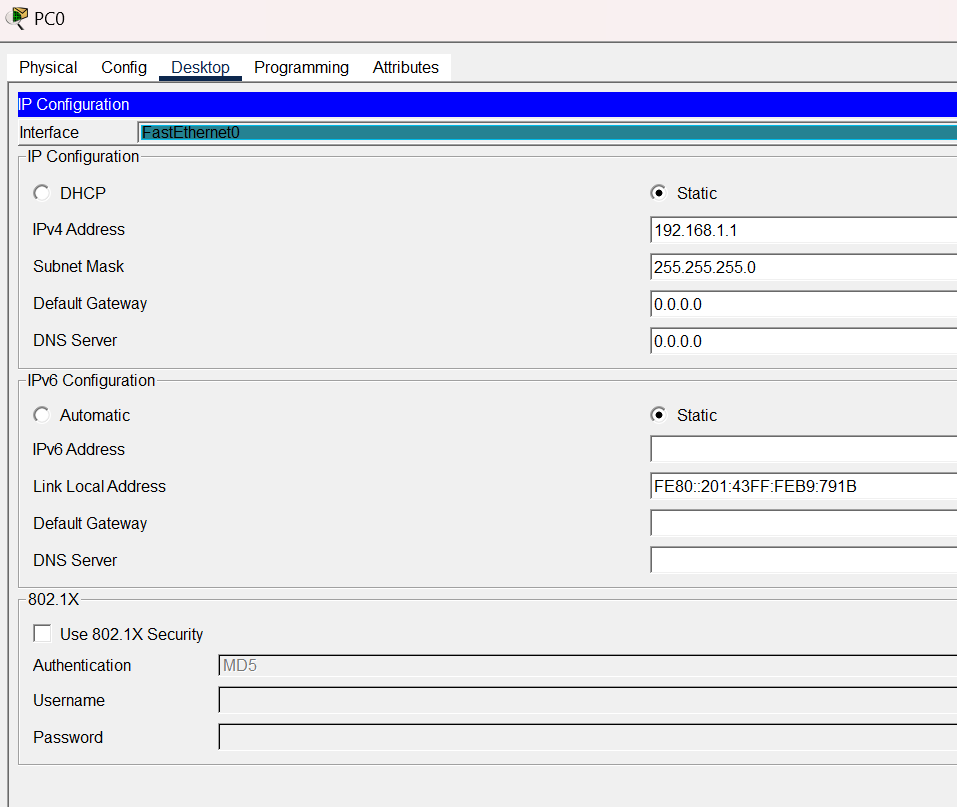 PC0
Physical Config Desktop Programming Attributes
IP Configuration
Interface FastEthernet0
IP Configuration
DHCP Static
IPv4 Address 192.168.1.1
Subnet Mask 255.255.255.0
Default Gateway 0.0.0.0
DNS Server 0.0.0.0
IPv6 Configuration
Automatic Static
IPv6 Address
Link Local Address FE80::201:43FF:FEB9:791B
Default Gateway
DNS Server
802.1X
Use 802.1X Security
Authentication MD5
Username
Password